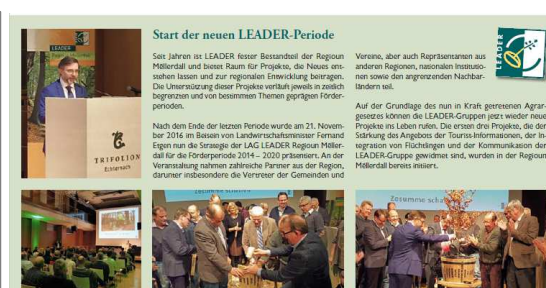 Start der neuen LEADER-Periode
LEADER
Seit Jahren ist LEADER fester Bestandteil der Regioun
Mëllerdall und bietet Raum für Projekte, die Neues ent-
stehen lassen und zur regionalen Entwicklung beitragen.
Die Unterstützung dieser Projekte verläuft jeweils in zeitlich
begrenzten und von bestimmten Themen geprägten Förder-
perioden.
Nach dem Ende der letzten Periode wurde am 21. Novem-
ber 2016 im Beisein von Landwirtschaftsminister Fernand
Etgen nun die Strategie der LAG LEADER Regioun Mëller-
dall für die Förderperiode 2014 – 2020 präsentiert. An der
Veranstaltung nahmen zahlreiche Partner aus der Region,
darunter insbesondere die Vertreter der Gemeinden und
Vereine, aber auch Repräsentanten aus
anderen Regionen, nationalen Institutio-
nen sowie den angrenzenden Nachbar-
ländern teil.
Auf der Grundlage des nun in Kraft getretenen Agrar-
gesetzes können die LEADER-Gruppen jetzt wieder neue
Projekte ins Leben rufen. Die ersten drei Projekte, die der
Stärkung des Angebots der Tourist-Informationen, der In-
tegration von Flüchtlingen und der Kommunikation der
LEADER-Gruppe gewidmet sind, wurden in der Regioun
Mëllerdall bereits initiiert.
LEADER
TRIFOLION
Echternach
Zesumme schaf
Zesumme scha